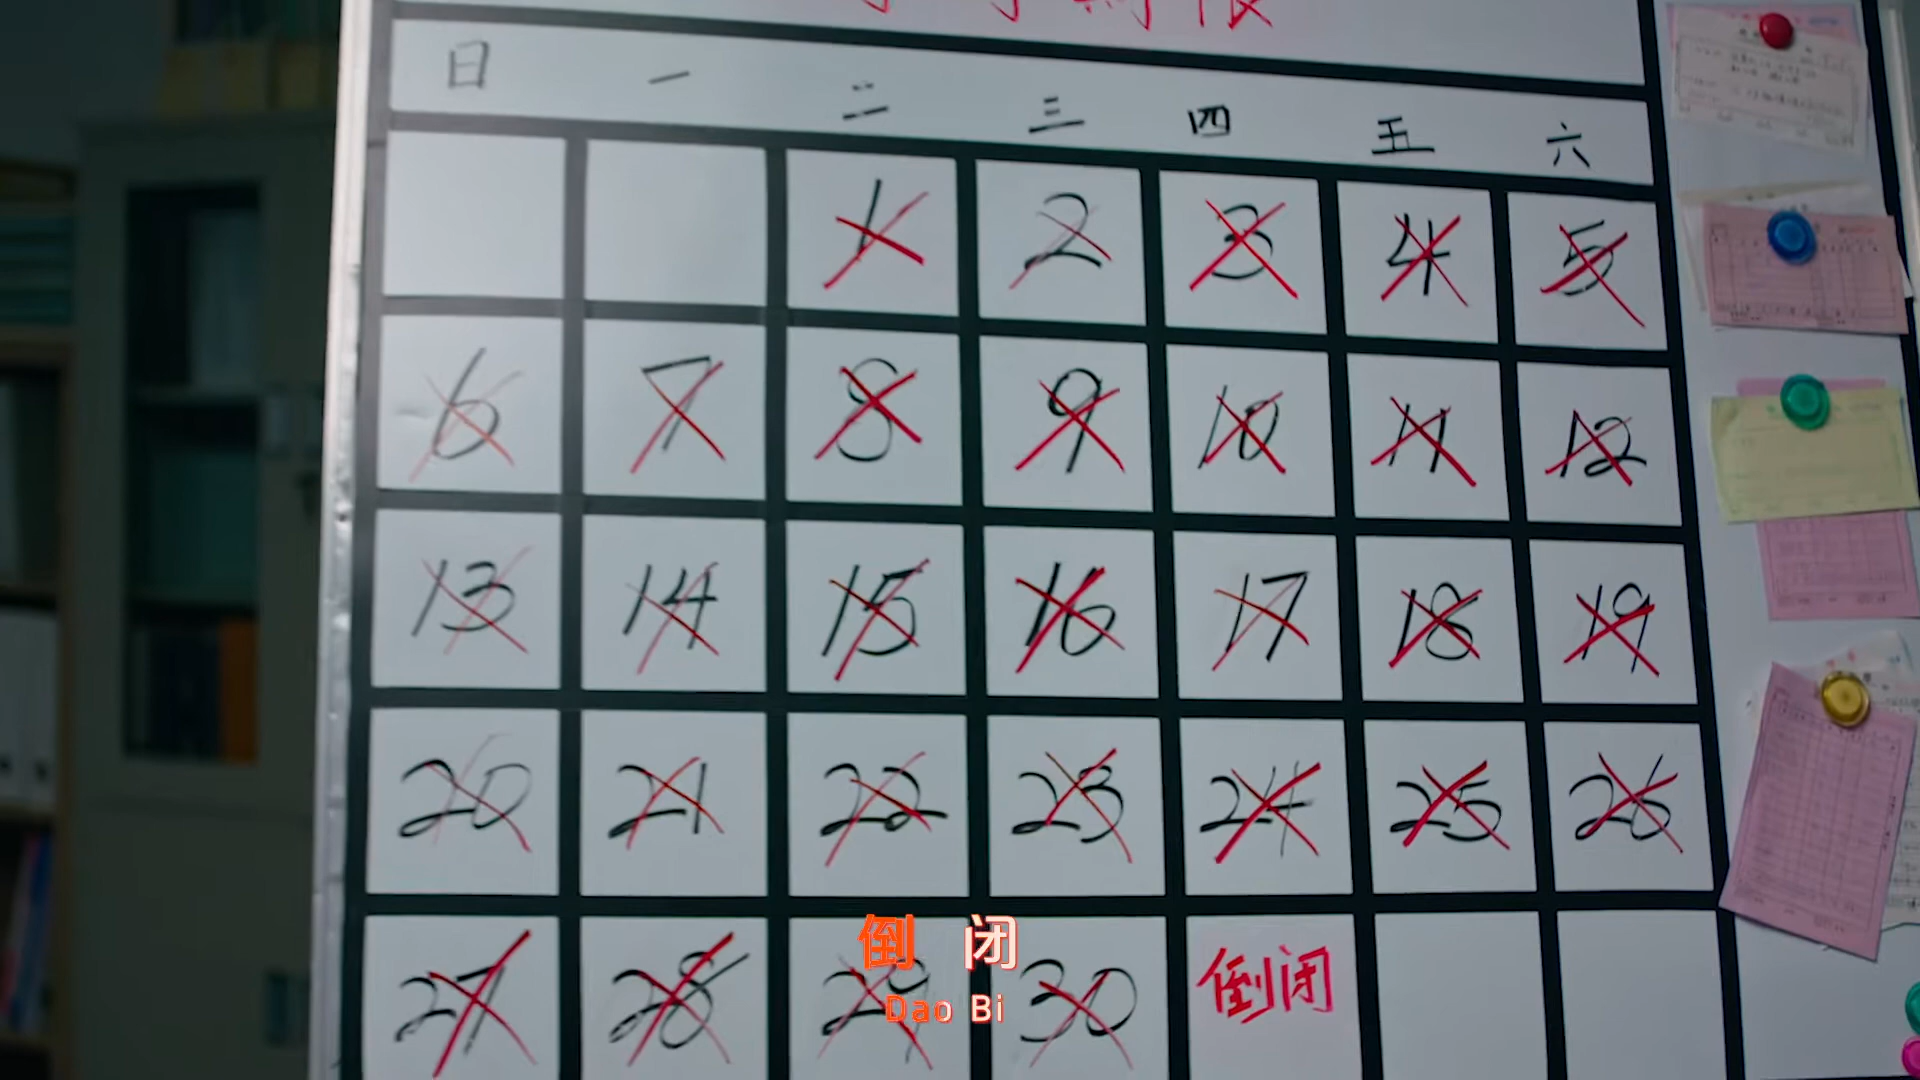 日 一 二 三 四 五 六
1 2 3 4 5
6 7 8 9 10 11 12
13 14 15 16 17 18 19
20 21 22 23 24 25 26
27 28 29 30 倒闭
倒 闭
Dao Bi